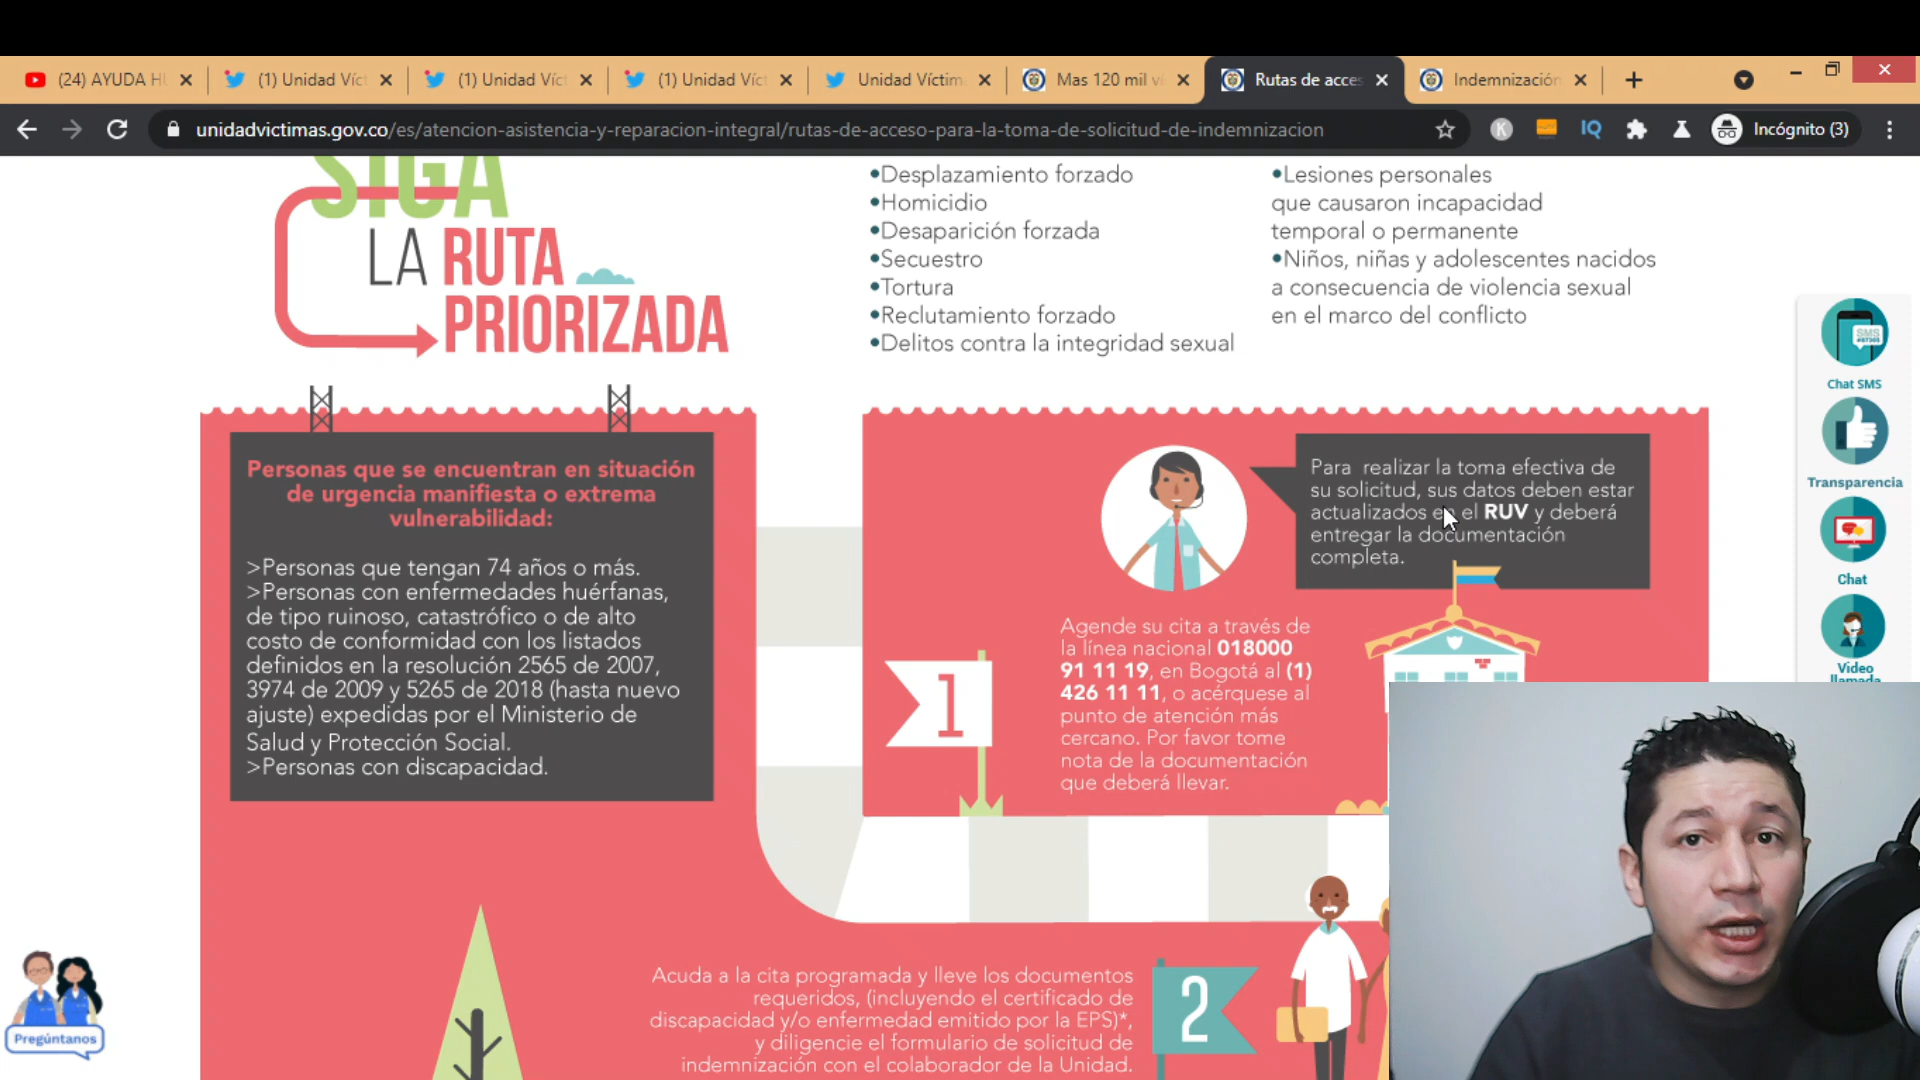 (24) AYUDA H
(1) Unidad Víct
(1) Unidad Víct
(1) Unidad Víct
Unidad Víctim
Mas 120 mil ví
Rutas de acce
Indemnización
unidadvictimas.gov.co/es/atencion-asistencia-y-reparacion-integral/rutas-de-acceso-para-la-toma-de-solicitud-de-indemnizacion
K
IQ
Incógnito (3)
SIGA
LA RUTA
PRIORIZADA
•Desplazamiento forzado
•Homicidio
•Desaparición forzada
•Secuestro
•Tortura
•Reclutamiento forzado
•Delitos contra la integridad sexual
•Lesiones personales
que causaron incapacidad
temporal o permanente
•Niños, niñas y adolescentes nacidos
a consecuencia de violencia sexual
en el marco del conflicto
Personas que se encuentran en situación
de urgencia manifiesta o extrema
vulnerabilidad:
>Personas que tengan 74 años o más.
>Personas con enfermedades huérfanas,
de tipo ruinoso, catastrófico o de alto
costo de conformidad con los listados
definidos en la resolución 2565 de 2007,
3974 de 2009 y 5265 de 2018 (hasta nuevo
ajuste) expedidas por el Ministerio de
Salud y Protección Social.
>Personas con discapacidad.
Para realizar la toma efectiva de
su solicitud, sus datos deben estar
actualizados en el RUV y deberá
entregar la documentación
completa.
1
Agende su cita a través de
la línea nacional 018000
91 11 19, en Bogotá al (1)
426 11 11, o acérquese al
punto de atención más
cercano. Por favor tome
nota de la documentación
que deberá llevar.
Acuda a la cita programada y lleve los documentos
requeridos, (incluyendo el certificado de
discapacidad y/o enfermedad emitido por la EPS)*,
y diligencie el formulario de solicitud de
indemnización con el colaborador de la Unidad.
2
SMS
Chat SMS
Transparencia
Chat
Video
llamada
Pregúntanos